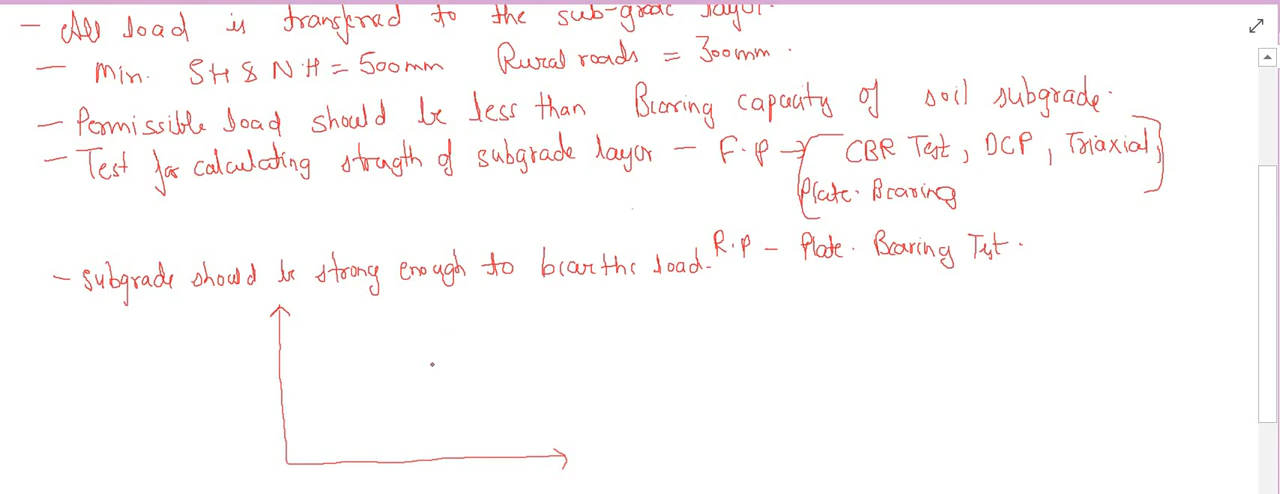 - All load is transferred to the sub-grade layer.
- Min. SH & NH = 500mm Rural roads = 300mm.
- Permissible load should be less than Bearing capacity of soil subgrade.
- Test for calculating strength of subgrade layer - F.P → CBR Test, DCP, Triaxial,
Plate. Bearing
R.P - Plate. Bearing Test.
- Subgrade should be strong enough to bear the load.